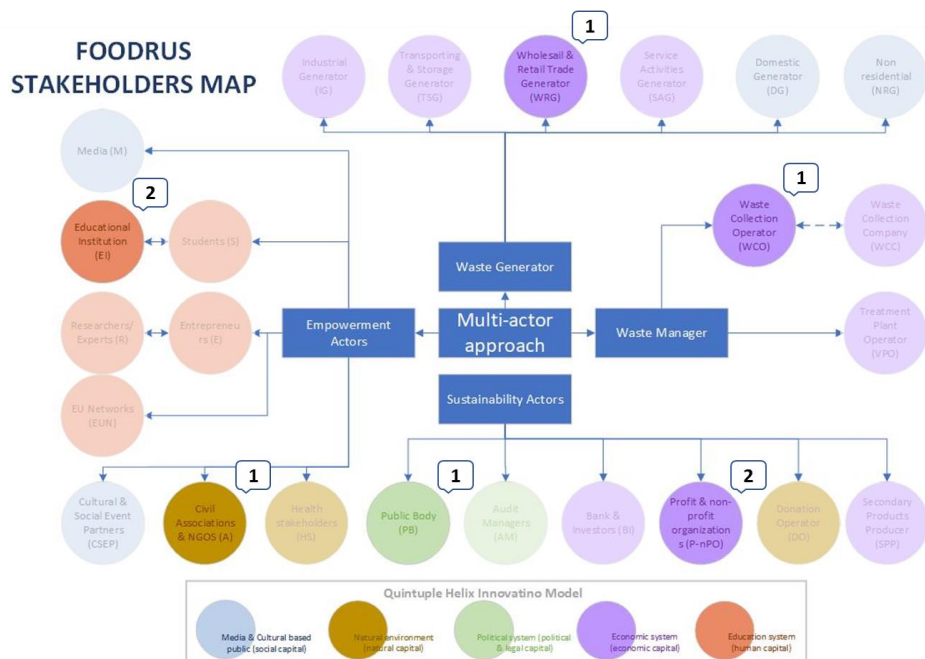 FOODRUS
STAKEHOLDERS MAP
1
Industrial
Generator
(IG)
Transporting
& Storage
Generator
(TSG)
Wholesail &
Retail Trade
Generator
(WRG)
Service
Activities
Generator
(SAG)
Domestic
Generator
(DG)
Non
residential
(NRG)
Media (M)
2
Educational
Institution
(EI)
Students (S)
1
Waste
Collection
Operator
(WCO)
Waste
Collection
Company
(WCC)
Waste Generator
Researchers/
Experts (R)
Entrepreneu
rs (E)
Empowerment
Actors
Multi-actor
approach
Waste Manager
Treatment
Plant
Operator
(VPO)
EU Networks
(EUN)
Sustainability Actors
1
1
2
Cultural &
Social Event
Partners
(CSEP)
Civil
Associations
& NGOS (A)
Health
stakeholders
(HS)
Public Body
(PB)
Audit
Managers
(AM)
Bank &
Investors (BI)
Profit & non-
profit
organization
s (P-nPO)
Donation
Operator
(DO)
Secondary
Products
Producer
(SPP)
Quintuple Helix Innovatino Model
Media & Cultural based
public (social capital)
Natural environment
(natural capital)
Political system (political
& legal capital)
Economic system
(economic capital)
Education system
(human capital)